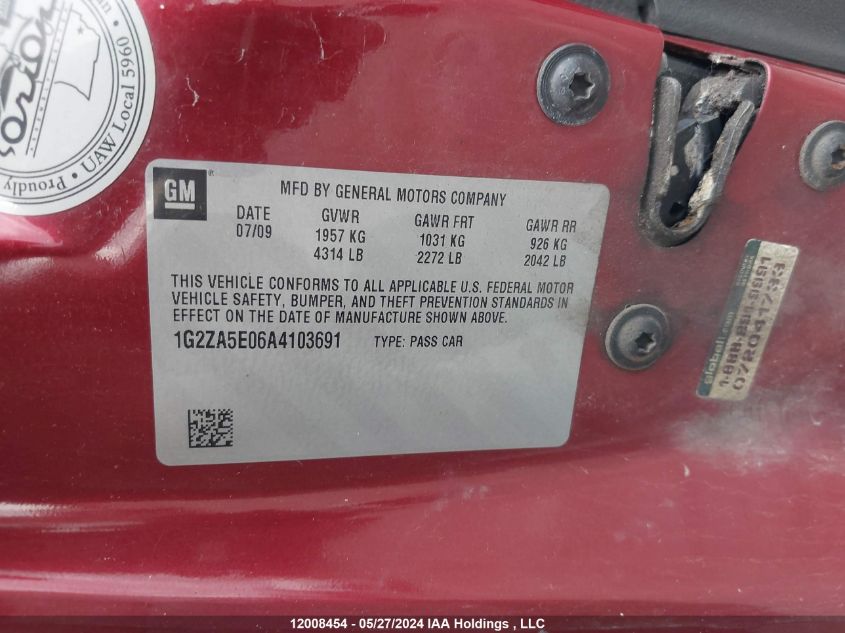 orion
Proudly
UAW Local 5960
GM
MFD BY GENERAL MOTORS COMPANY
DATE GVWR GAWR FRT GAWR RR
07/09 1957 KG 1031 KG 926 KG
4314 LB 2272 LB 2042 LB
THIS VEHICLE CONFORMS TO ALL APPLICABLE U.S. FEDERAL MOTOR
VEHICLE SAFETY, BUMPER, AND THEFT PREVENTION STANDARDS IN
EFFECT ON THE DATE OF MANUFACTURE SHOWN ABOVE.
1G2ZA5E06A4103691 TYPE: PASS CAR
globali.com
12008454 - 05/27/2024 IAA Holdings , LLC